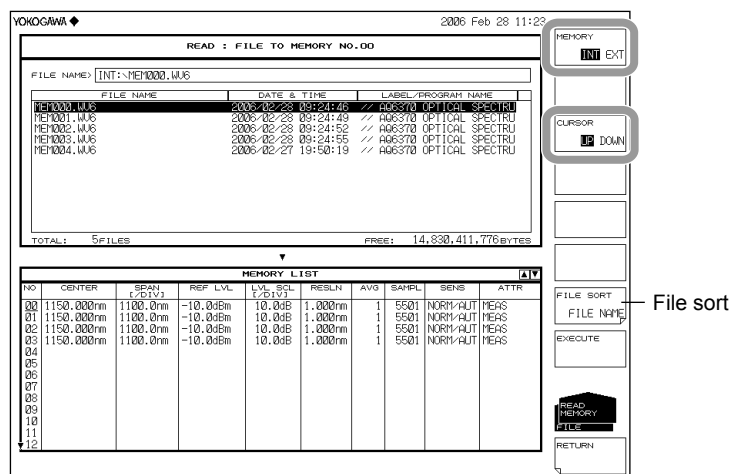 YOKOGAWA ◆ 2006 Feb 28 11:23
READ : FILE TO MEMORY NO.00
FILE NAME> INT:\MEM000.WU6
FILE NAME DATE & TIME LABEL/PROGRAM NAME
MEM000.WU6 2006/02/28 09:24:46 // AQ6370 OPTICAL SPECTRU
MEM001.WU6 2006/02/28 09:24:49 // AQ6370 OPTICAL SPECTRU
MEM002.WU6 2006/02/28 09:24:52 // AQ6370 OPTICAL SPECTRU
MEM003.WU6 2006/02/28 09:24:55 // AQ6370 OPTICAL SPECTRU
MEM004.WU6 2006/02/27 19:50:19 // AQ6370 OPTICAL SPECTRU
TOTAL: 5FILES FREE: 14,830,411,776BYTES
▼
MEMORY LIST ▲▼
NO CENTER SPAN [/DIV] REF LVL LVL SCL [/DIV] RESLN AVG SAMPL SENS ATTR
00 1150.000nm 1100.0nm -10.0dBm 10.0dB 1.000nm 1 5501 NORM/AUT MEAS
01 1150.000nm 1100.0nm -10.0dBm 10.0dB 1.000nm 1 5501 NORM/AUT MEAS
02 1150.000nm 1100.0nm -10.0dBm 10.0dB 1.000nm 1 5501 NORM/AUT MEAS
03 1150.000nm 1100.0nm -10.0dBm 10.0dB 1.000nm 1 5501 NORM/AUT MEAS
04
05
06
07
08
09
10
11
▼12
MEMORY
INT EXT
CURSOR
UP DOWN
FILE SORT
FILE NAME
File sort
EXECUTE
READ
MEMORY
FILE
RETURN